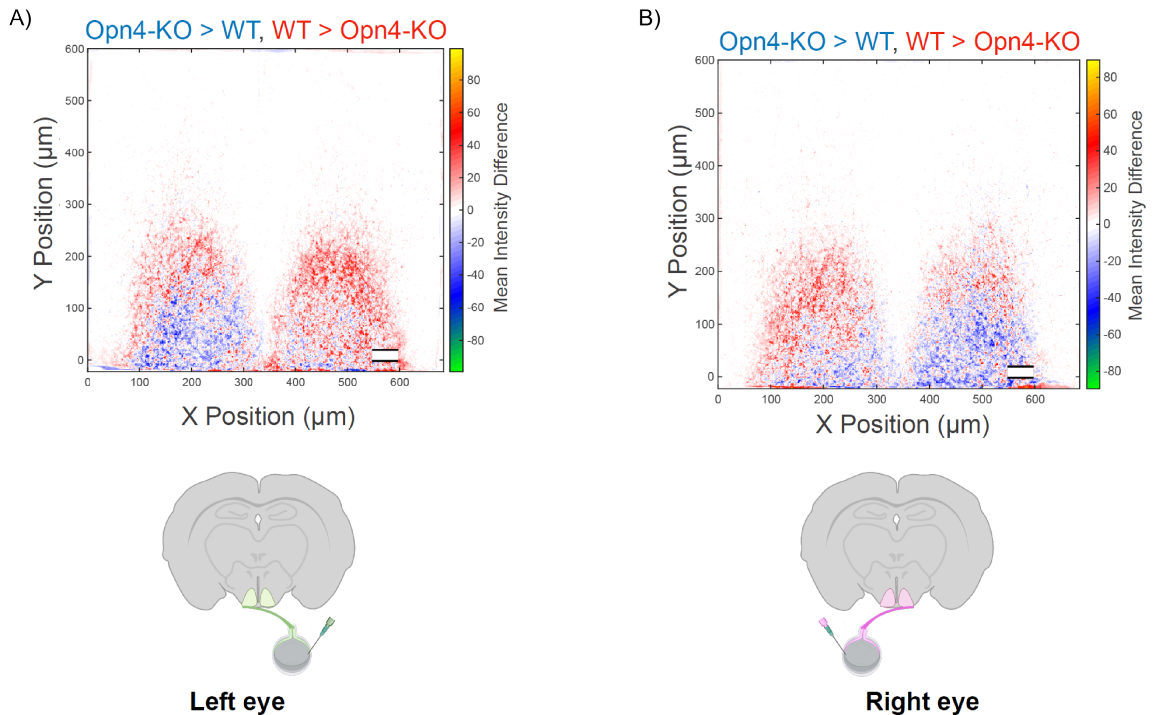 A)
Opn4-KO > WT, WT > Opn4-KO
600
500
400
300
200
100
0
Y Position (µm)
0 100 200 300 400 500 600
X Position (µm)
80
60
40
20
0
-20
-40
-60
-80
Mean Intensity Difference
Left eye
B)
Opn4-KO > WT, WT > Opn4-KO
600
500
400
300
200
100
0
Y Position (µm)
0 100 200 300 400 500 600
X Position (µm)
80
60
40
20
0
-20
-40
-60
-80
Mean Intensity Difference
Right eye